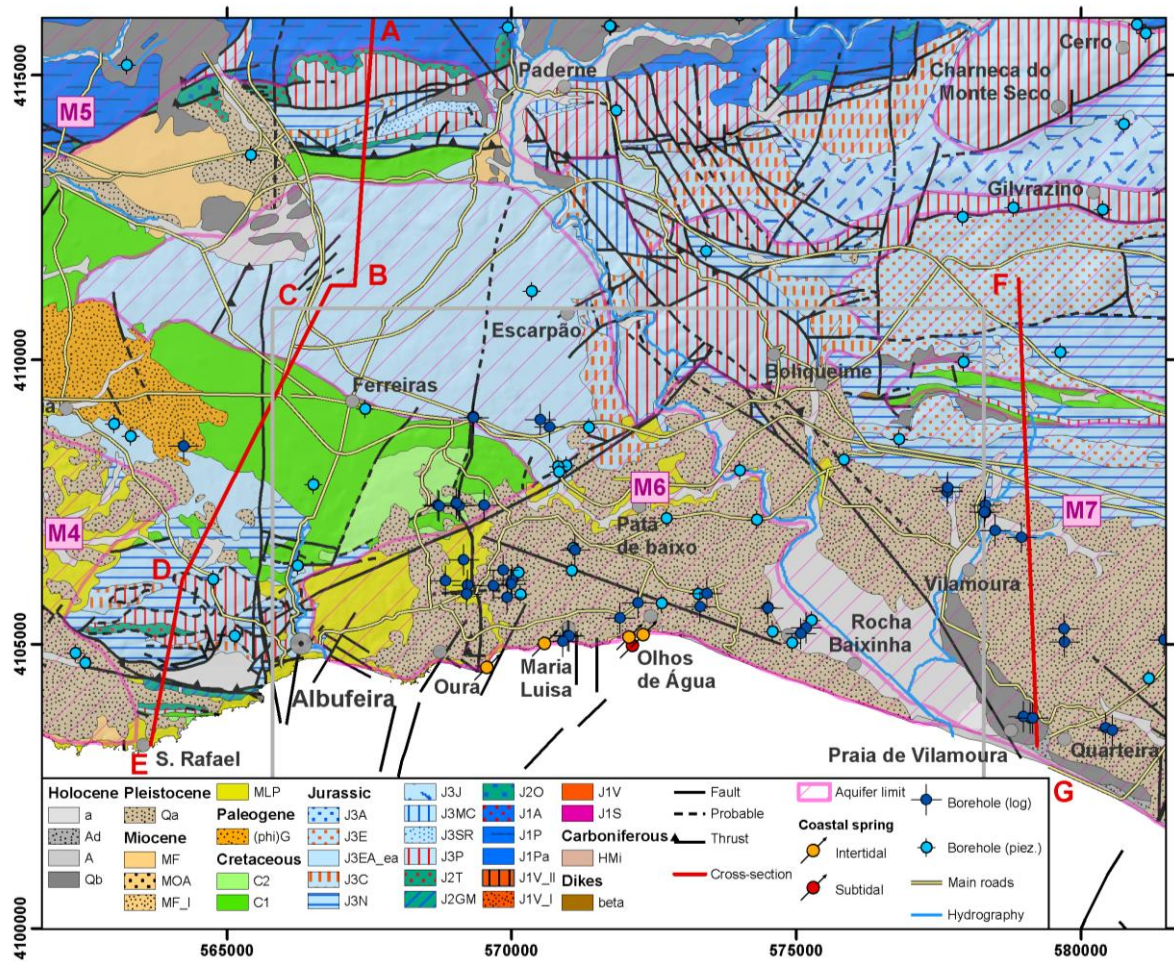 A
Cerro
4115000
Paderne
Charneca do
Monte Seco
M5
Gilvrazino
B
C
F
Escarpão
4110000
Ferreiras
Boliqueime
a
M4
M6
M7
Pata
de baixo
D
Vilamoura
4105000
Rocha
Baixinha
Albufeira
Oura
Maria
Luisa
Olhos
de Água
E
S. Rafael
Praia de Vilamoura
Quarteira
G
Holocene
a
Ad
A
Qb
Pleistocene
Qa
Miocene
MF
MOA
MF_I
MLP
Paleogene
(phi)G
Cretaceous
C2
C1
Jurassic
J3A
J3E
J3EA_ea
J3C
J3N
J3J
J3MC
J3SR
J3P
J2T
J2GM
J2O
J1A
J1P
J1Pa
J1V_II
J1V_I
J1V
J1S
Carboniferous
HMi
Dikes
beta
Fault
Probable
Thrust
Cross-section
Aquifer limit
Coastal spring
Intertidal
Subtidal
Borehole (log)
Borehole (piez.)
Main roads
Hydrography
4100000
565000
570000
575000
580000